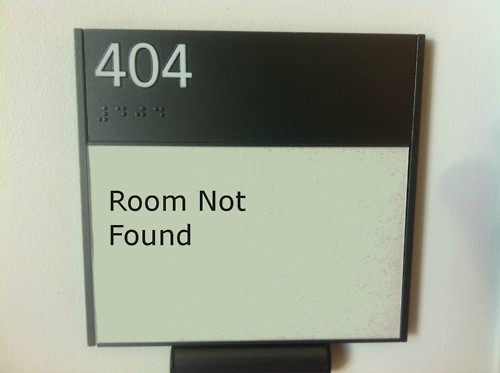 404
⠼⠙⠚⠙
Room Not
Found